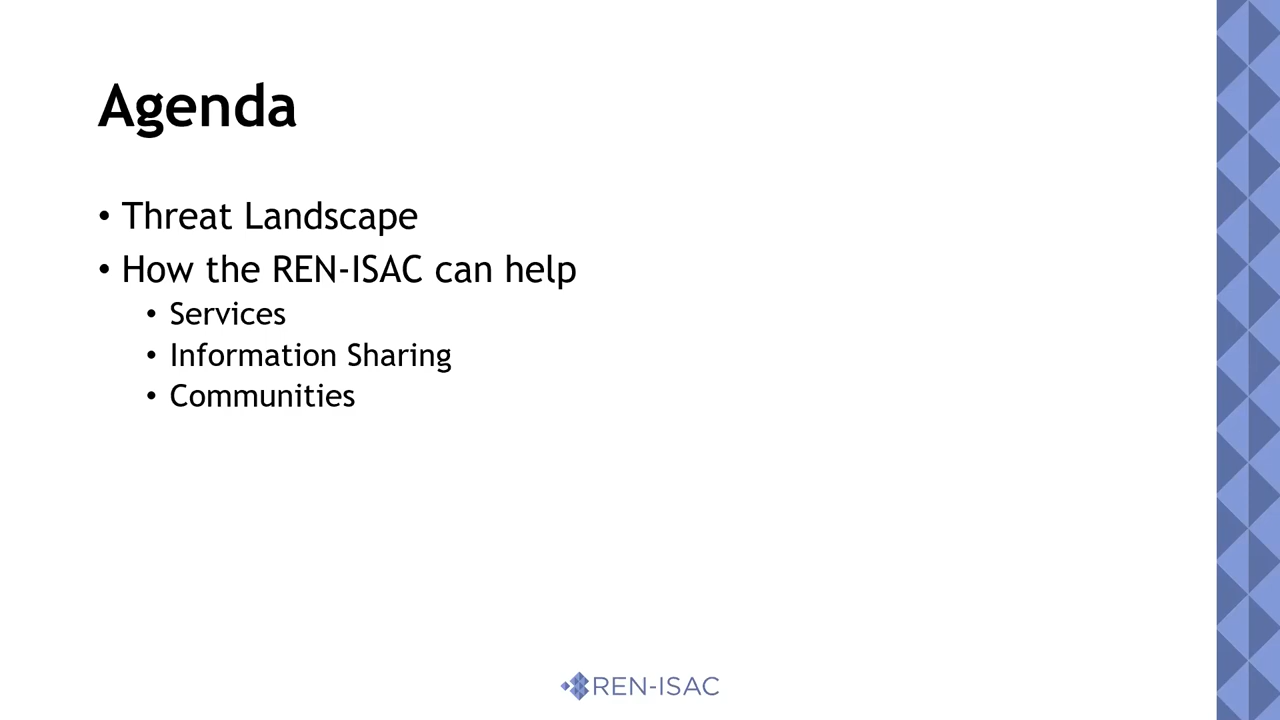 Agenda
• Threat Landscape
• How the REN-ISAC can help
• Services
• Information Sharing
• Communities
REN-ISAC